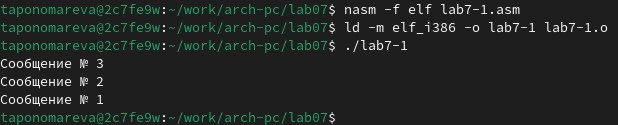 taponomareva@2c7fe9w:~/work/arch-pc/lab07$ nasm -f elf lab7-1.asm
taponomareva@2c7fe9w:~/work/arch-pc/lab07$ ld -m elf_i386 -o lab7-1 lab7-1.o
taponomareva@2c7fe9w:~/work/arch-pc/lab07$ ./lab7-1
Сообщение № 3
Сообщение № 2
Сообщение № 1
taponomareva@2c7fe9w:~/work/arch-pc/lab07$